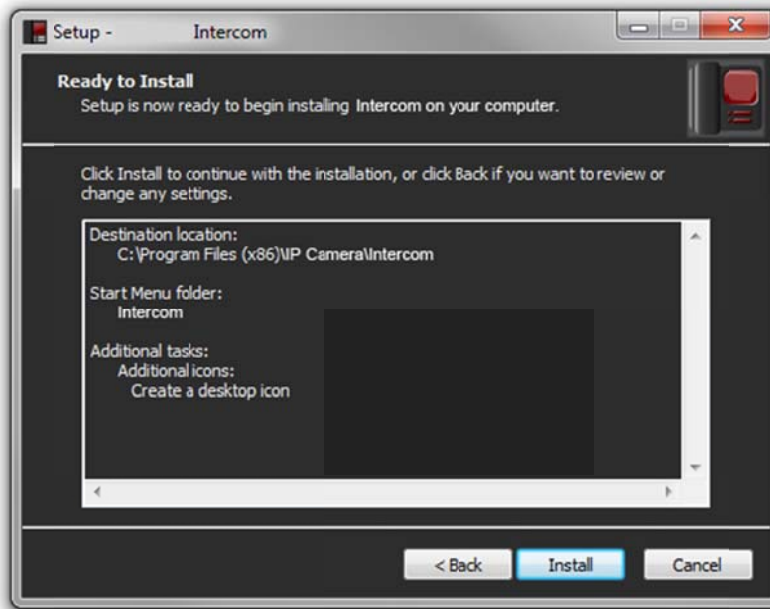 Setup - Intercom
Ready to Install
Setup is now ready to begin installing Intercom on your computer.
Click Install to continue with the installation, or click Back if you want to review or
change any settings.
Destination location:
C:\Program Files (x86)\IP Camera\Intercom
Start Menu folder:
Intercom
Additional tasks:
Additional icons:
Create a desktop icon
< Back Install Cancel